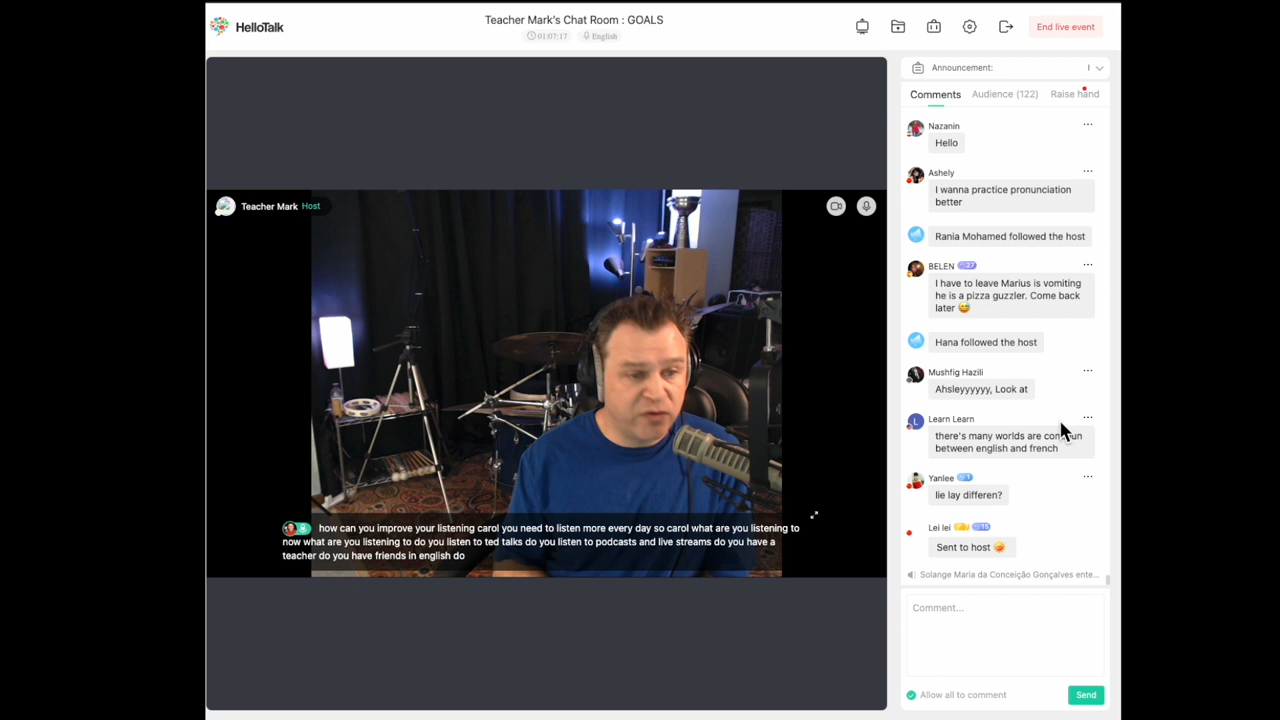 HelloTalk
Teacher Mark's Chat Room : GOALS
01:07:17 English
End live event
Announcement:
Comments Audience (122) Raise hand
Nazanin
Hello
Ashely
I wanna practice pronunciation
better
Rania Mohamed followed the host
BELEN 27
I have to leave Marius is vomiting
he is a pizza guzzler. Come back
later 😅
Hana followed the host
Mushfig Hazili
Ahsleyyyyyy, Look at
L Learn Learn
there's many worlds are
between english and french
Yanlee 1
lie lay differen?
Lei lei 15
Sent to host
Solange Maria da Conceição Gonçalves ente...
Comment...
Allow all to comment
Send
Teacher Mark Host
how can you improve your listening carol you need to listen more every day so carol what are you listening to
now what are you listening to do you listen to ted talks do you listen to podcasts and live streams do you have a
teacher do you have friends in english do